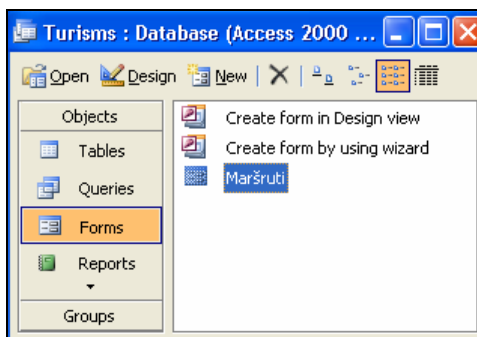 Turisms : Database (Access 2000 ...
Open Design New
Objects
Tables
Queries
Forms
Reports
Groups
Create form in Design view
Create form by using wizard
Maršruti